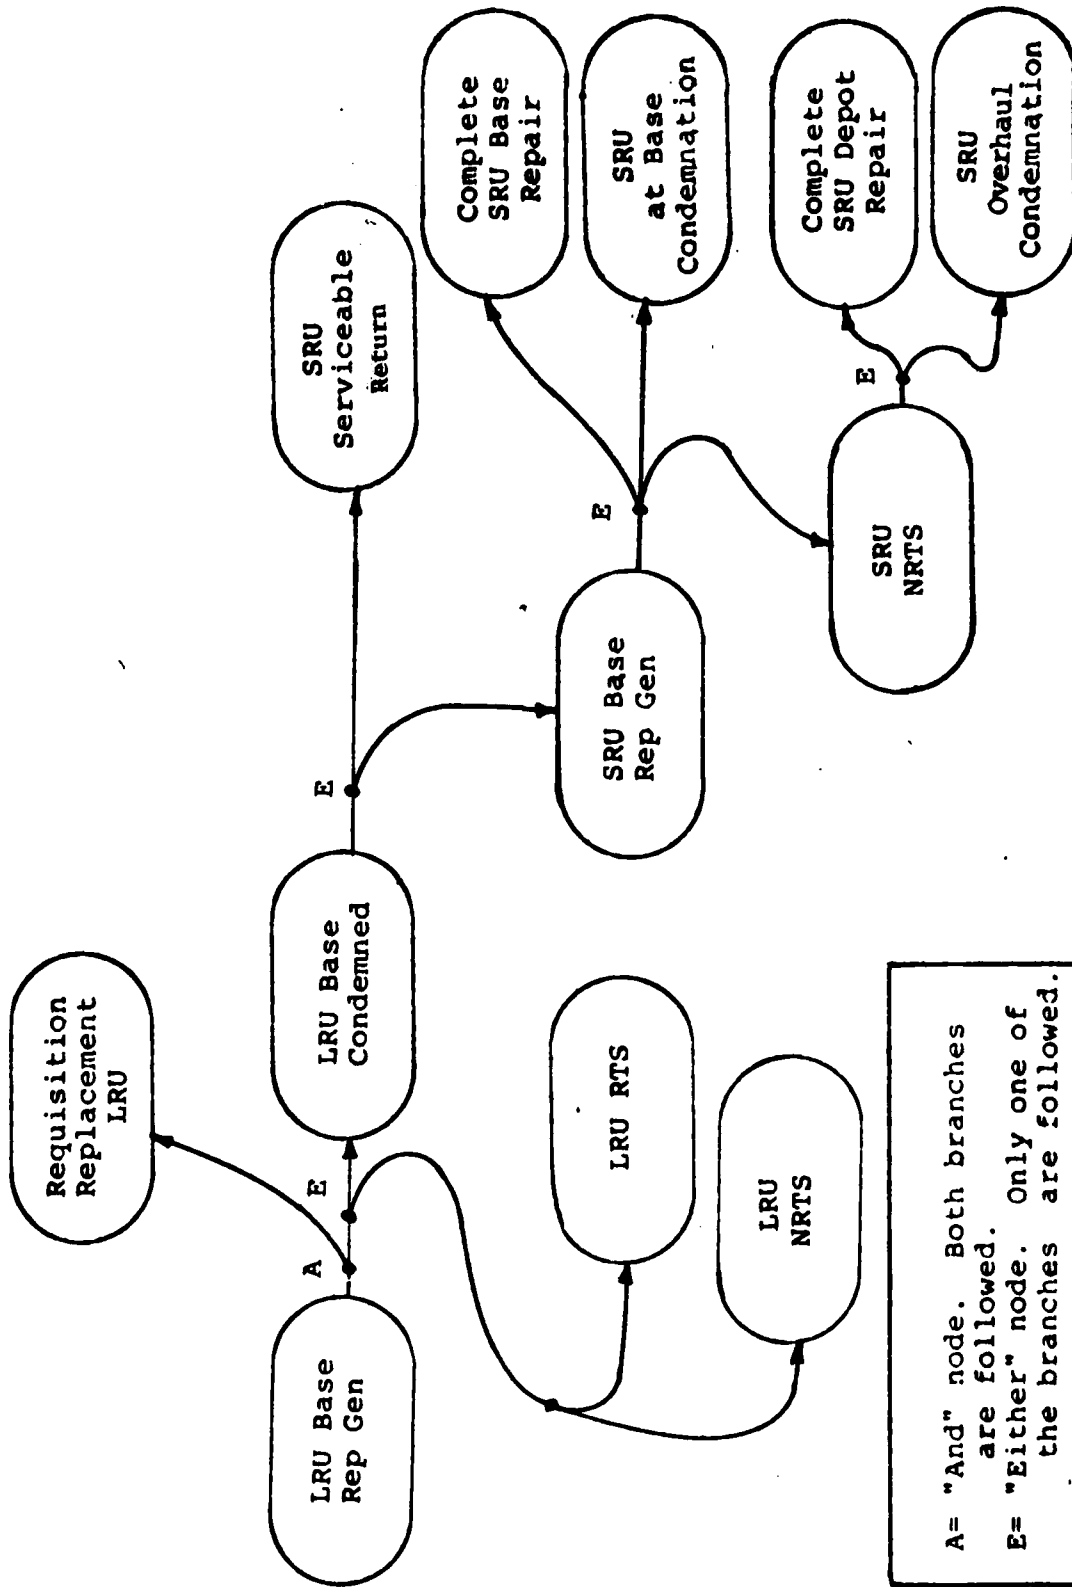 Requisition
Replacement
LRU
LRU Base
Rep Gen
A
E
LRU Base
Condemned
E
SRU
Serviceable
Return
LRU RTS
LRU
NRTS
SRU Base
Rep Gen
E
Complete
SRU Base
Repair
SRU
at Base
Condemnation
SRU
NRTS
E
Complete
SRU Depot
Repair
SRU
Overhaul
Condemnation
A= "And" node. Both branches
are followed.
E= "Either" node. Only one of
the branches are followed.